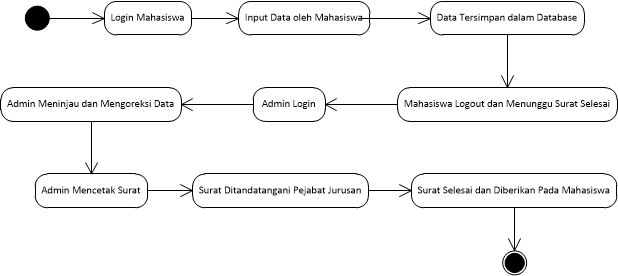 Login Mahasiswa
Input Data oleh Mahasiswa
Data Tersimpan dalam Database
Mahasiswa Logout dan Menunggu Surat Selesai
Admin Login
Admin Meninjau dan Mengoreksi Data
Admin Mencetak Surat
Surat Ditandatangani Pejabat Jurusan
Surat Selesai dan Diberikan Pada Mahasiswa